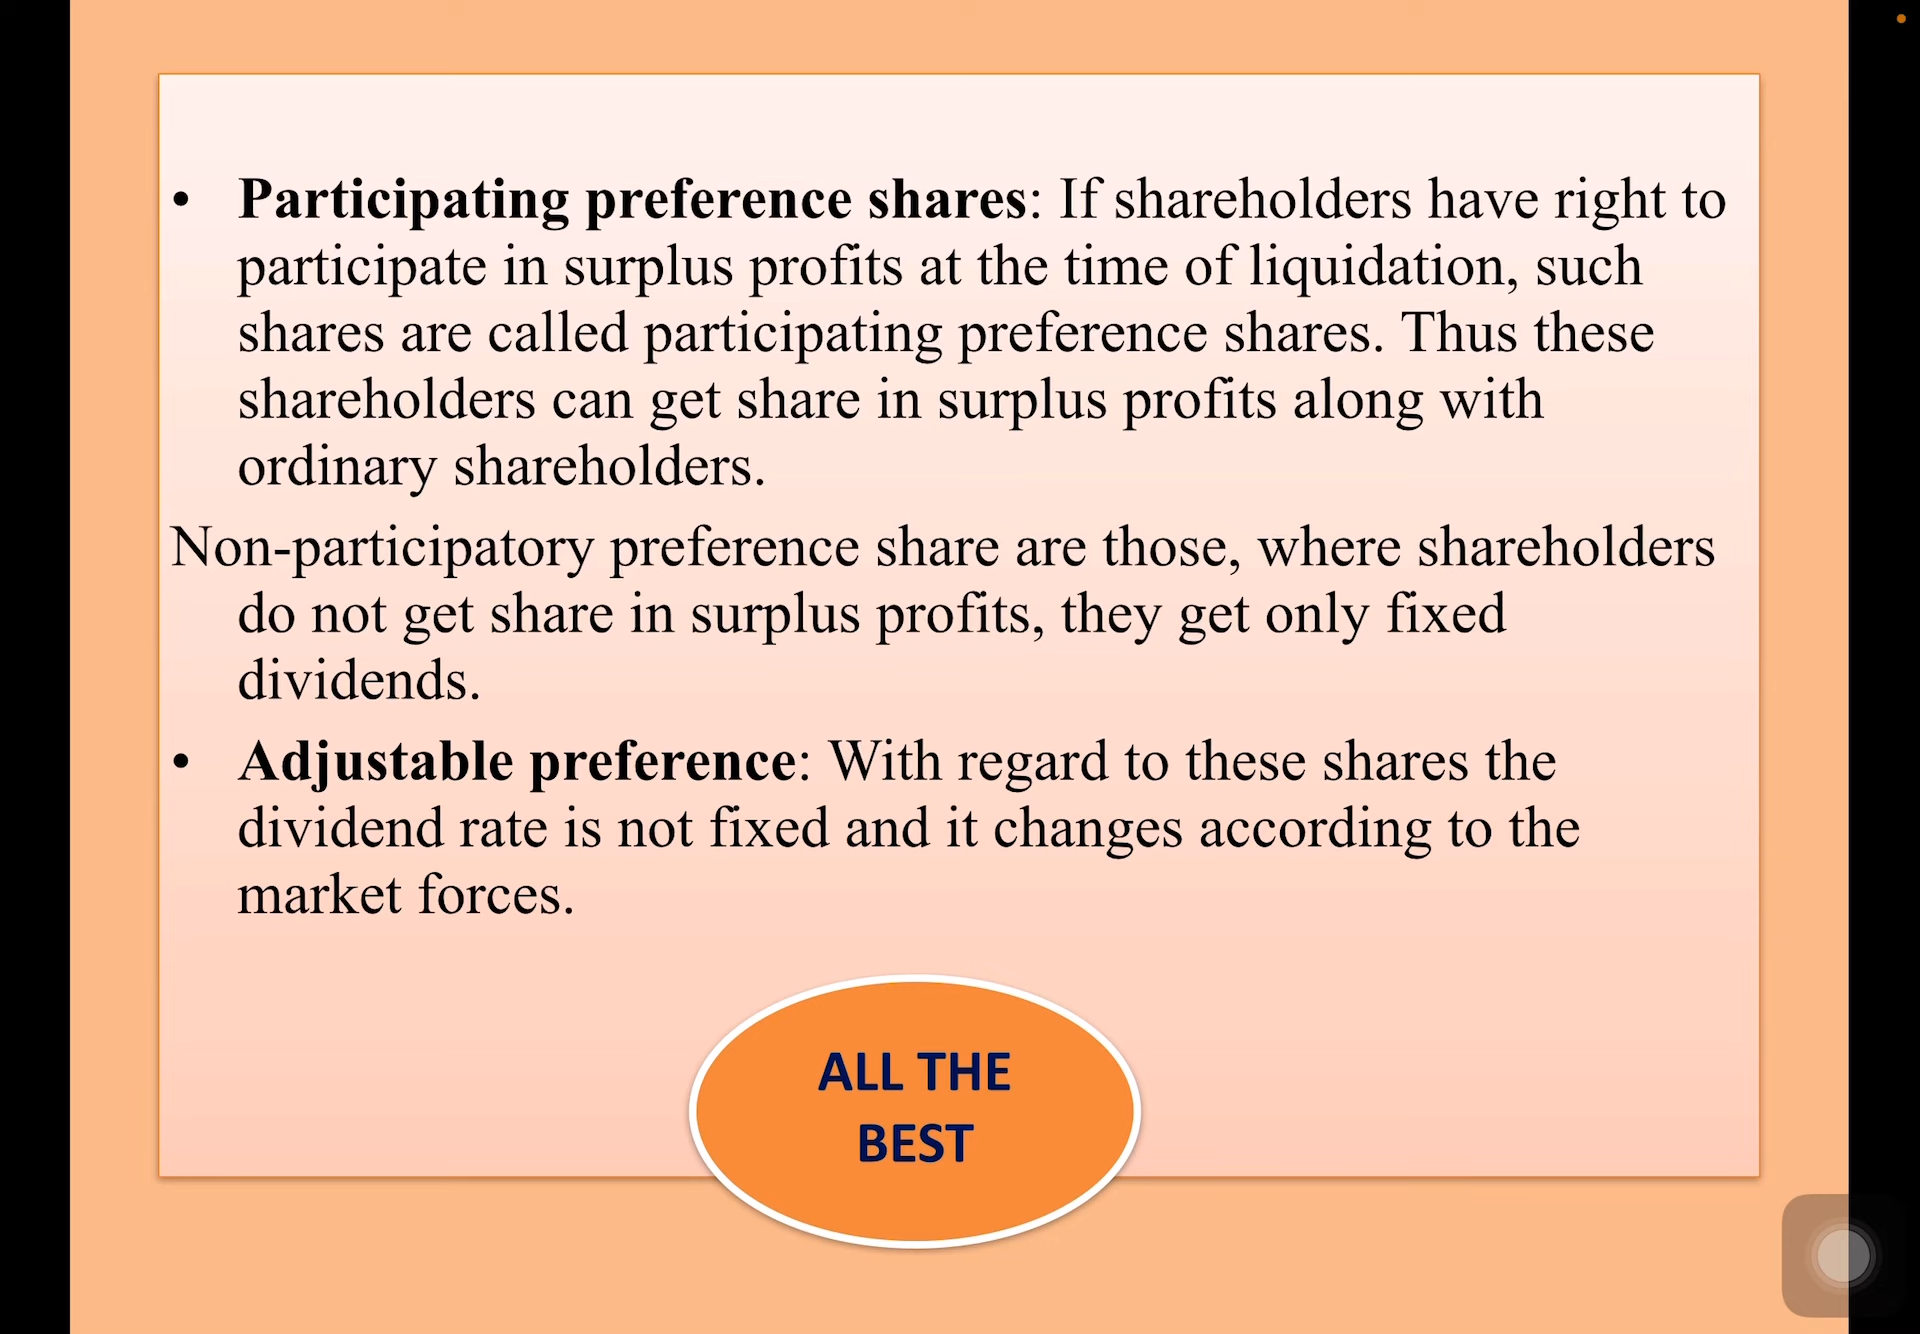 • Participating preference shares: If shareholders have right to
participate in surplus profits at the time of liquidation, such
shares are called participating preference shares. Thus these
shareholders can get share in surplus profits along with
ordinary shareholders.
Non-participatory preference share are those, where shareholders
do not get share in surplus profits, they get only fixed
dividends.
• Adjustable preference: With regard to these shares the
dividend rate is not fixed and it changes according to the
market forces.
ALL THE
BEST